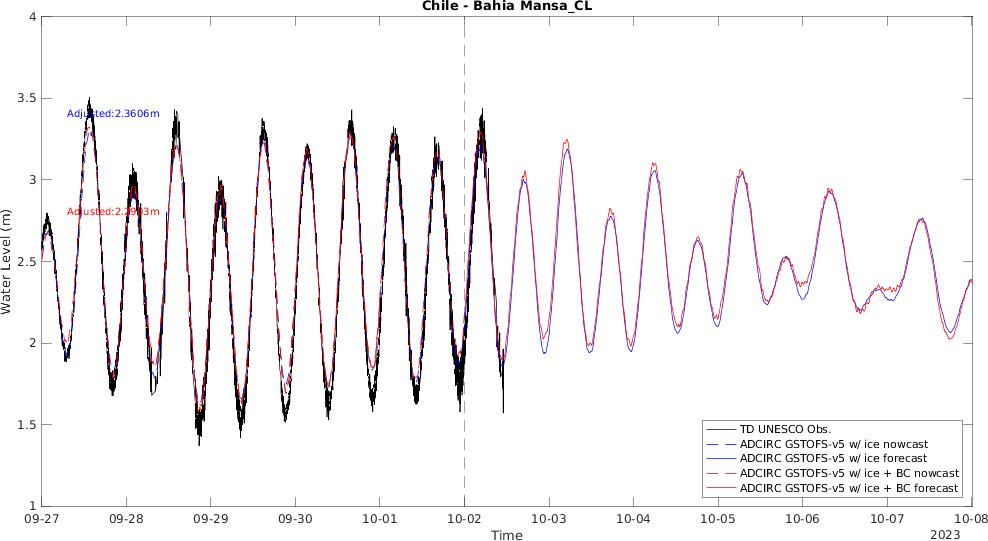 Chile - Bahia Mansa_CL
4
3.5
3
2.5
2
1.5
1
Water Level (m)
Adjusted:2.3606m
Adjusted:2.2903m
TD UNESCO Obs.
ADCIRC GSTOFS-v5 w/ ice nowcast
ADCIRC GSTOFS-v5 w/ ice forecast
ADCIRC GSTOFS-v5 w/ ice + BC nowcast
ADCIRC GSTOFS-v5 w/ ice + BC forecast
09-27 09-28 09-29 09-30 10-01 10-02 10-03 10-04 10-05 10-06 10-07 10-08
Time
2023